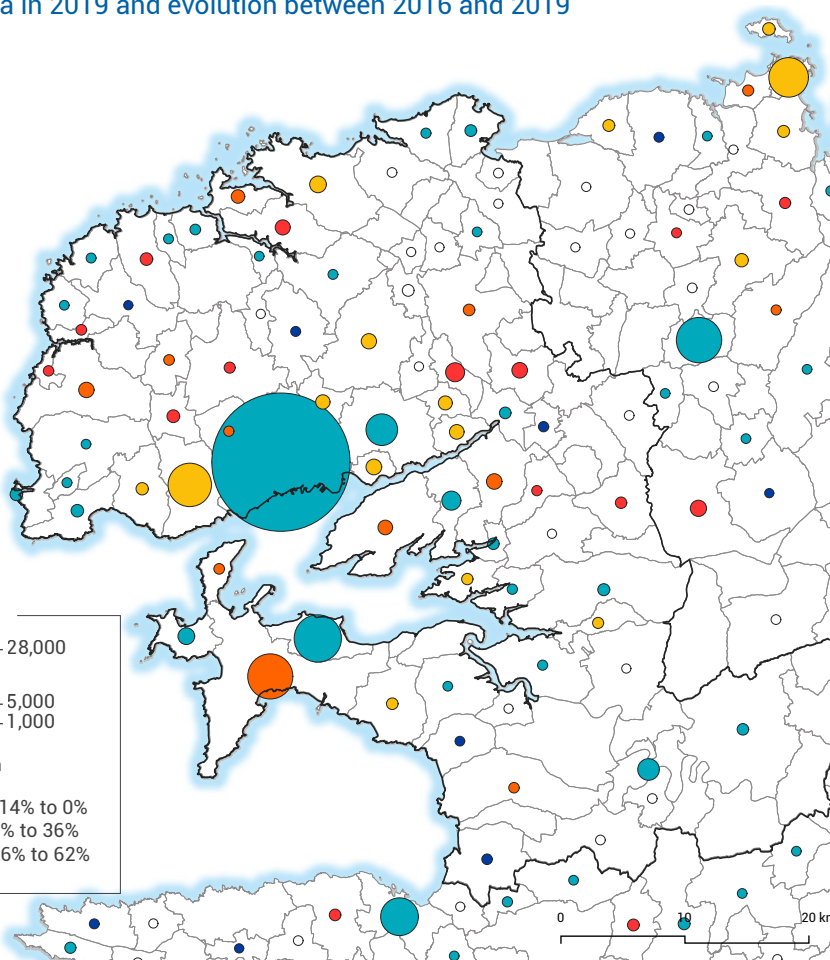 a in 2019 and evolution between 2016 and 2019
28,000
5,000
1,000
14% to 0%
% to 36%
6% to 62%
0 10 20 km